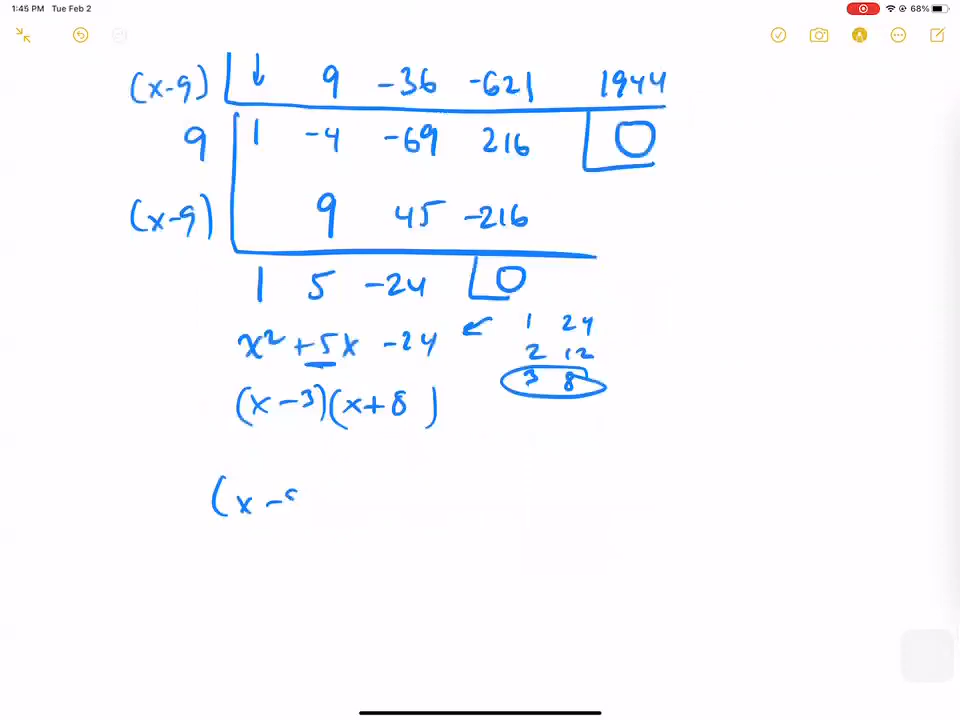 1:45 PM Tue Feb 2
68%
(x-9) ↓ 9 -36 -621 1944
9 1 -4 -69 216 0
(x-9) 9 45 -216
1 5 -24 0
x² + 5x - 24 ↙ 1 24
2 12
3 8
(x - 3)(x + 8)
(x -